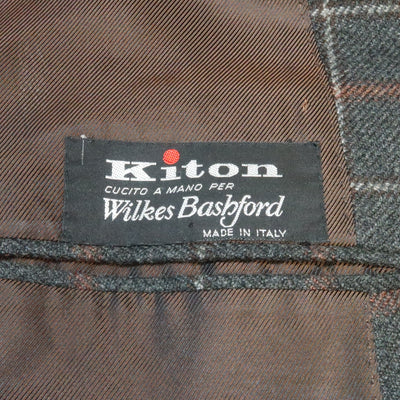 Kiton
CUCITO A MANO PER
Wilkes Bashford
MADE IN ITALY